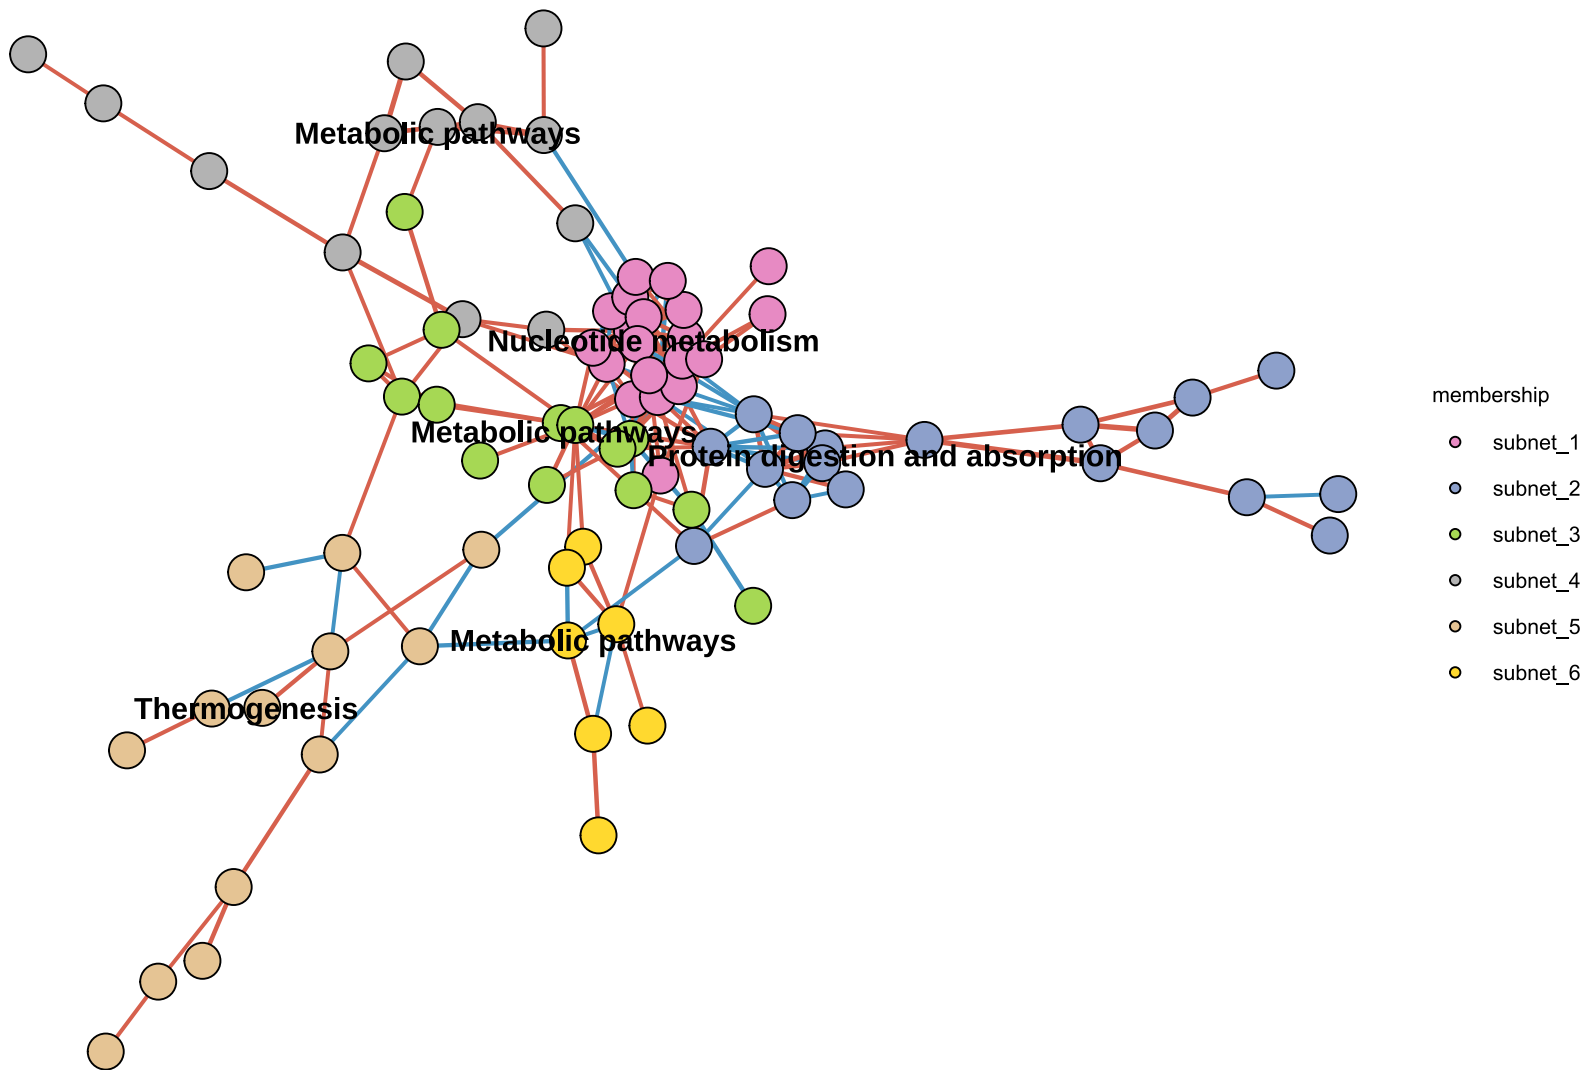 Metabolic pathways
Nucleotide metabolism
membership
Metabolic pathways
subnet_1
Protein digestion and absorption
subnet_2
subnet_3
subnet_4
subnet_5
Metabolic pathways
subnet_6
Thermogenesis